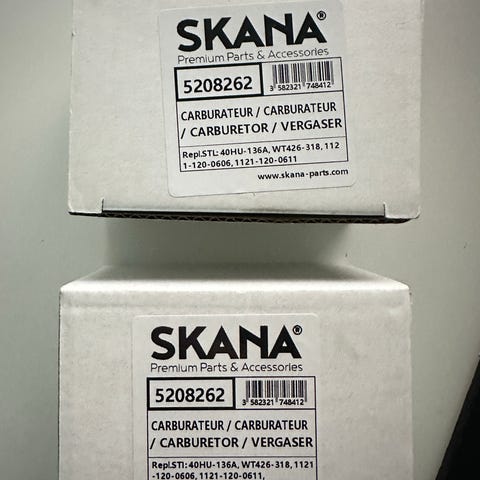 SKANA®
Premium Parts & Accessories
5208262
3 582321 748412
CARBURATEUR / CARBURATEUR
/ CARBURETOR / VERGASER
Repl.STL: 40HU-136A, WT426-318, 112
1-120-0606, 1121-120-0611
www.skana-parts.com
SKANA®
Premium Parts & Accessories
5208262
3 582321 748412
CARBURATEUR / CARBURATEUR
/ CARBURETOR / VERGASER
Repl.STl: 40HU-136A, WT426-318, 1121
-120-0606, 1121-120-0611,